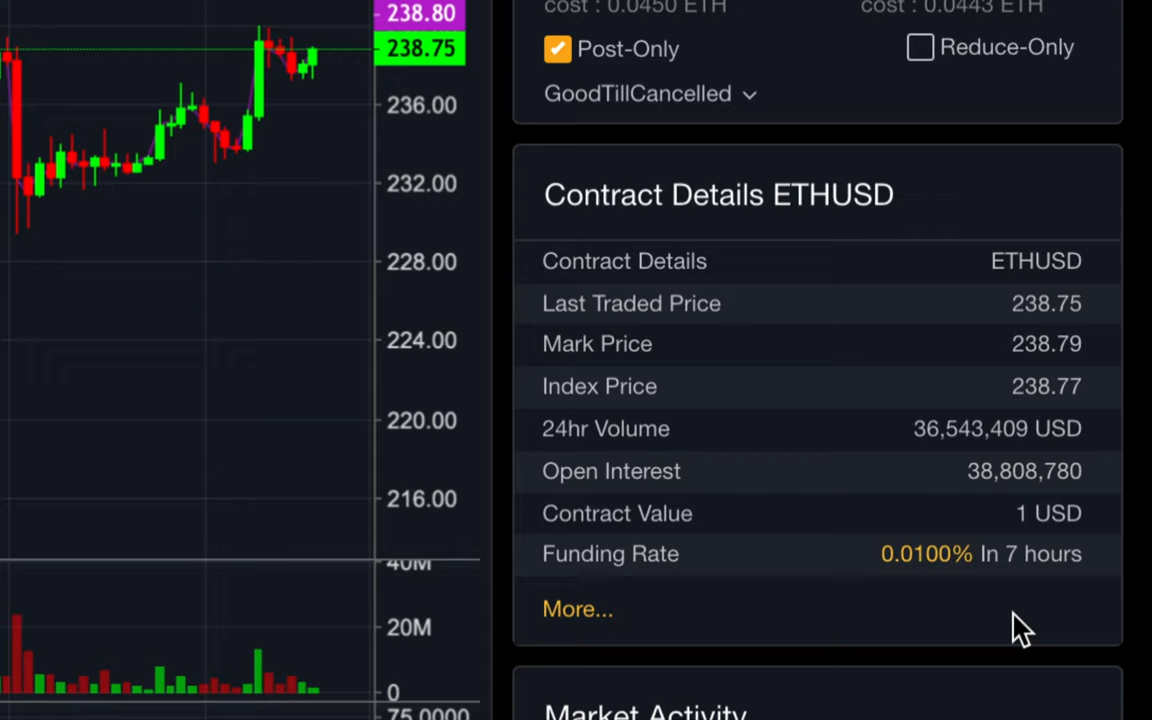 238.80
238.75
236.00
232.00
228.00
224.00
220.00
216.00
40M
20M
0
75.0000
cost : 0.0450 ETH cost : 0.0443 ETH
Post-Only Reduce-Only
GoodTillCancelled
Contract Details ETHUSD
Contract Details ETHUSD
Last Traded Price 238.75
Mark Price 238.79
Index Price 238.77
24hr Volume 36,543,409 USD
Open Interest 38,808,780
Contract Value 1 USD
Funding Rate 0.0100% In 7 hours
More...
Market Activity